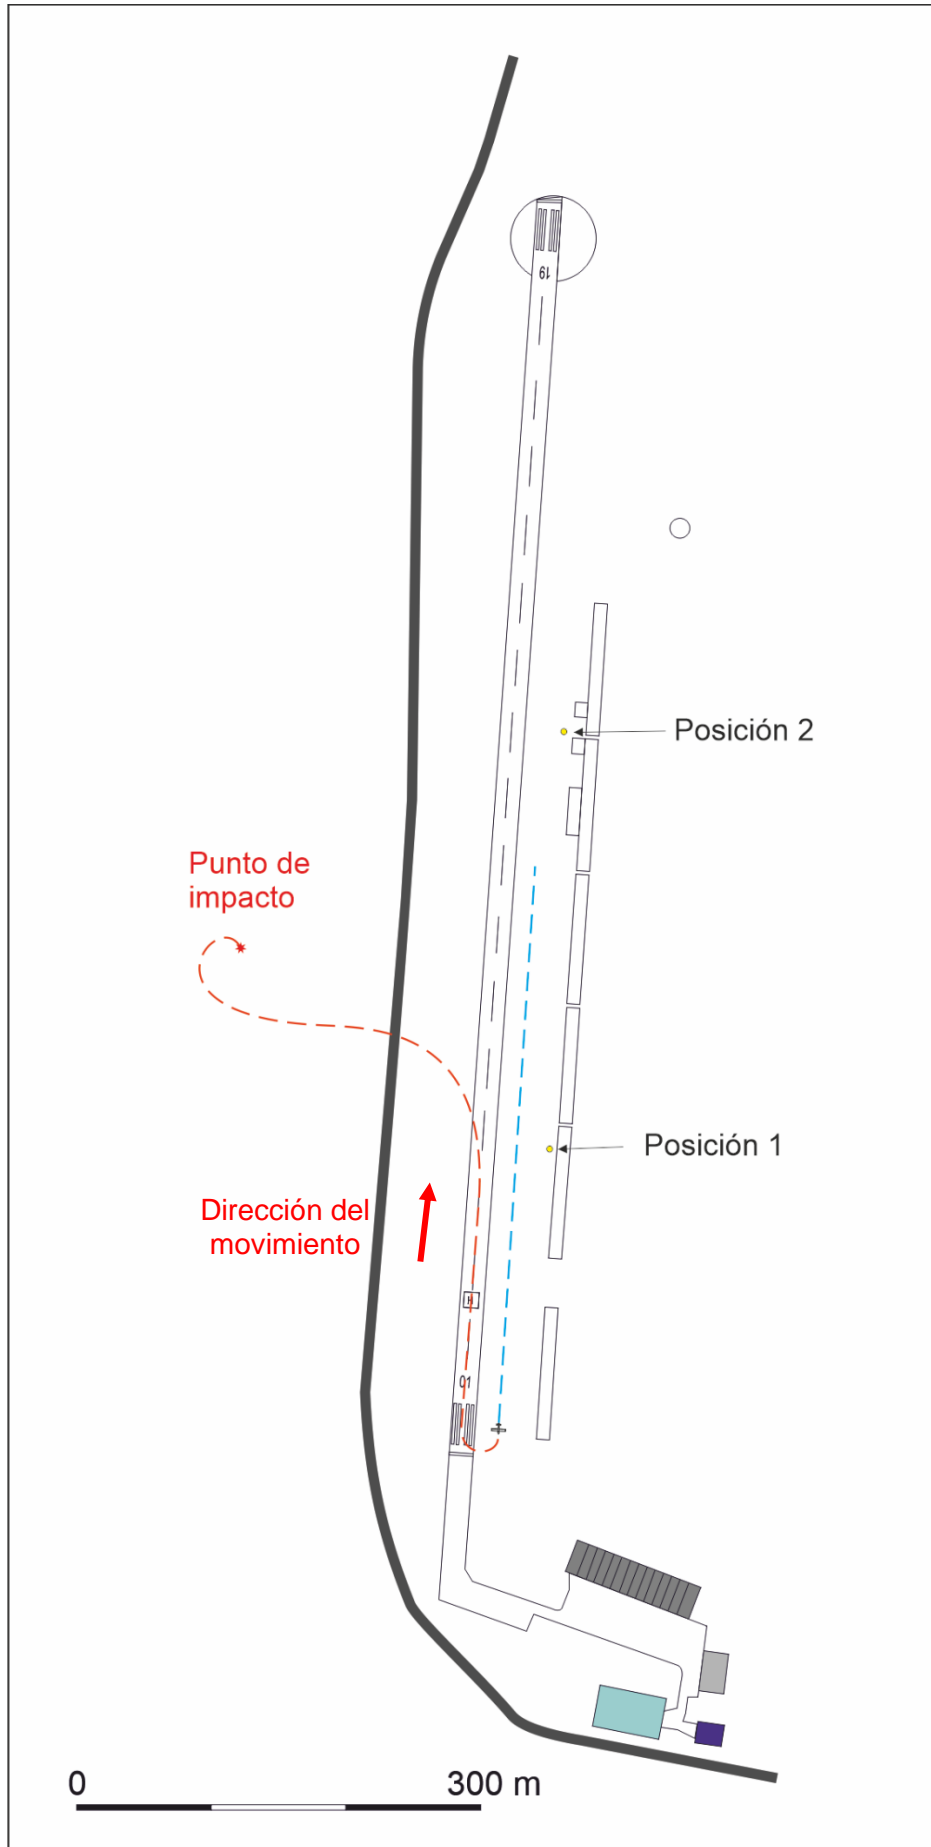 19
Posición 2
Punto de
impacto
Posición 1
Dirección del
movimiento
H
01
0
300 m